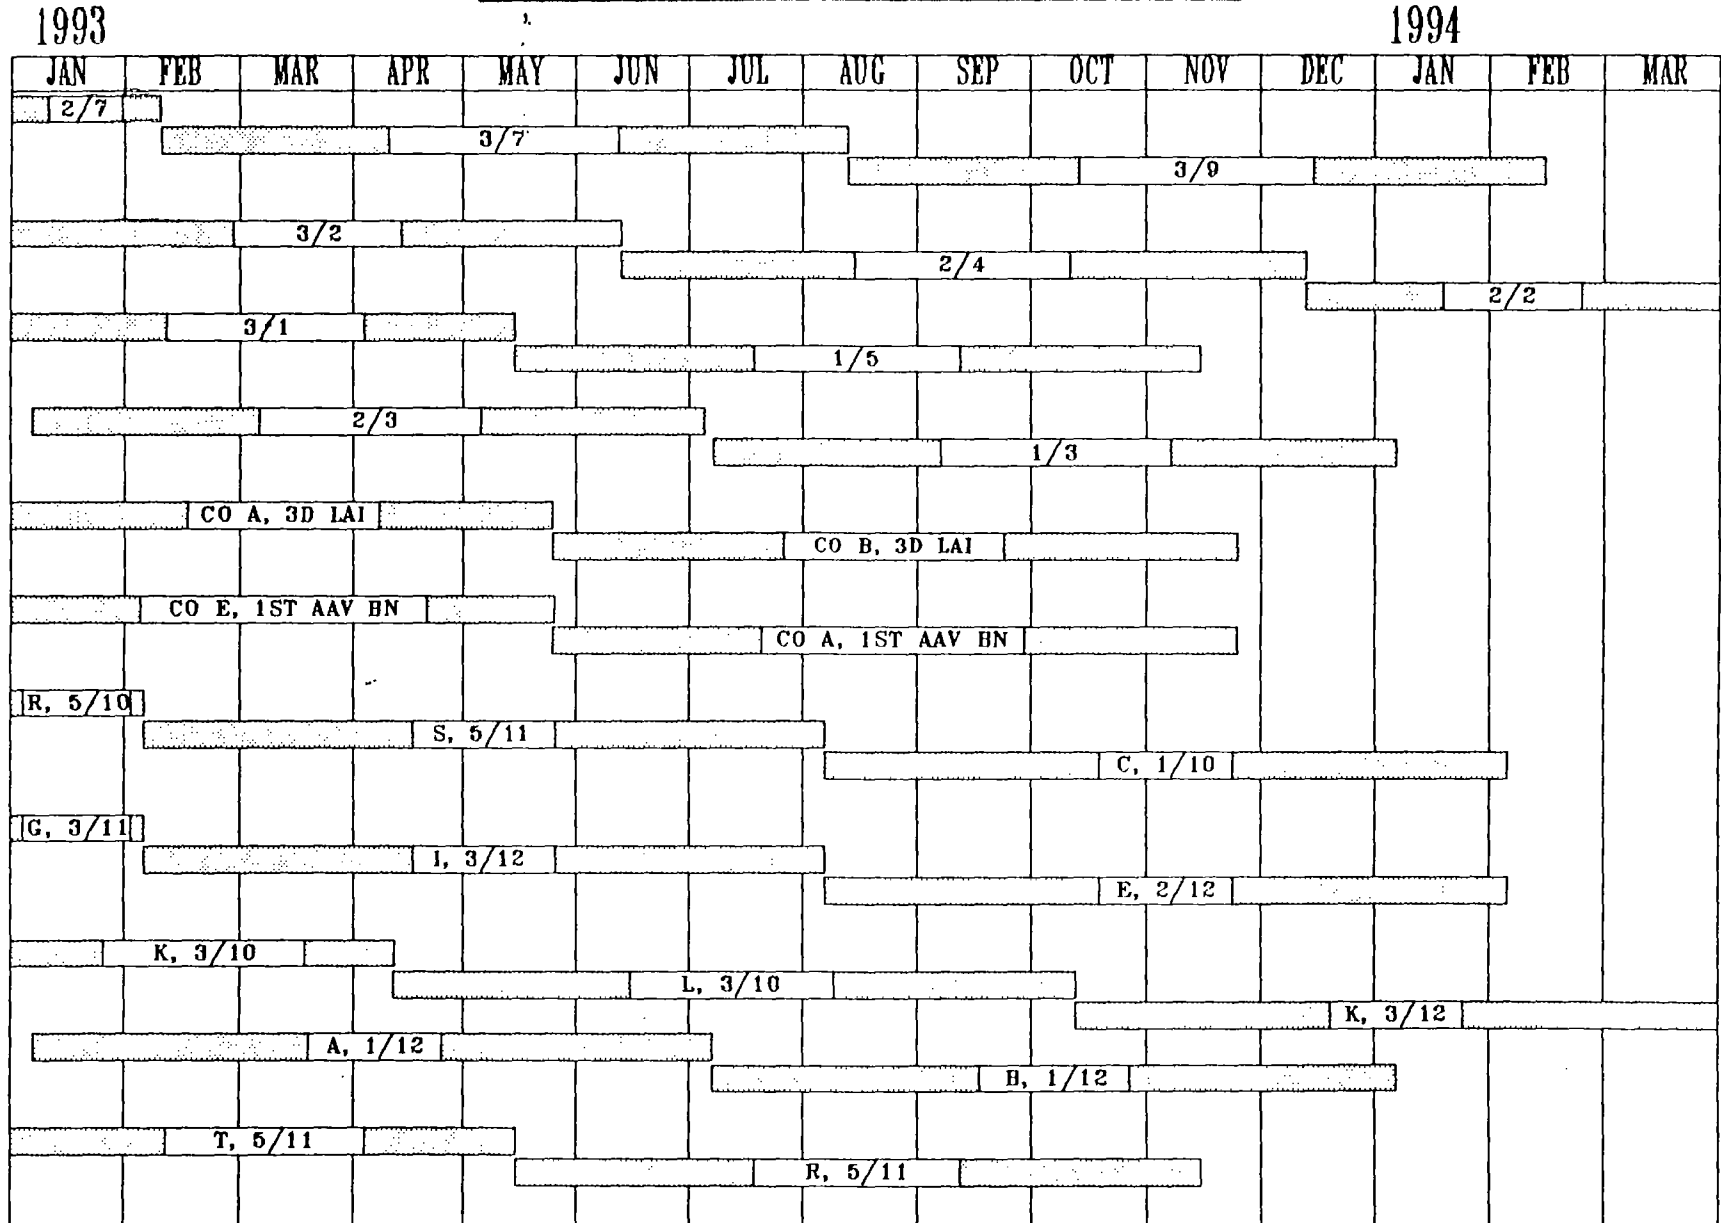 1993 1994
JAN FEB MAR APR MAY JUN JUL AUG SEP OCT NOV DEC JAN FEB MAR
2/7
3/7
3/9
3/2
2/4
2/2
3/1
1/5
2/3
1/3
CO A, 3D LAI
CO B, 3D LAI
CO E, 1ST AAV BN
CO A, 1ST AAV BN
R, 5/10
S, 5/11
C, 1/10
G, 3/11
I, 3/12
E, 2/12
K, 3/10
L, 3/10
K, 3/12
A, 1/12
B, 1/12
T, 5/11
R, 5/11